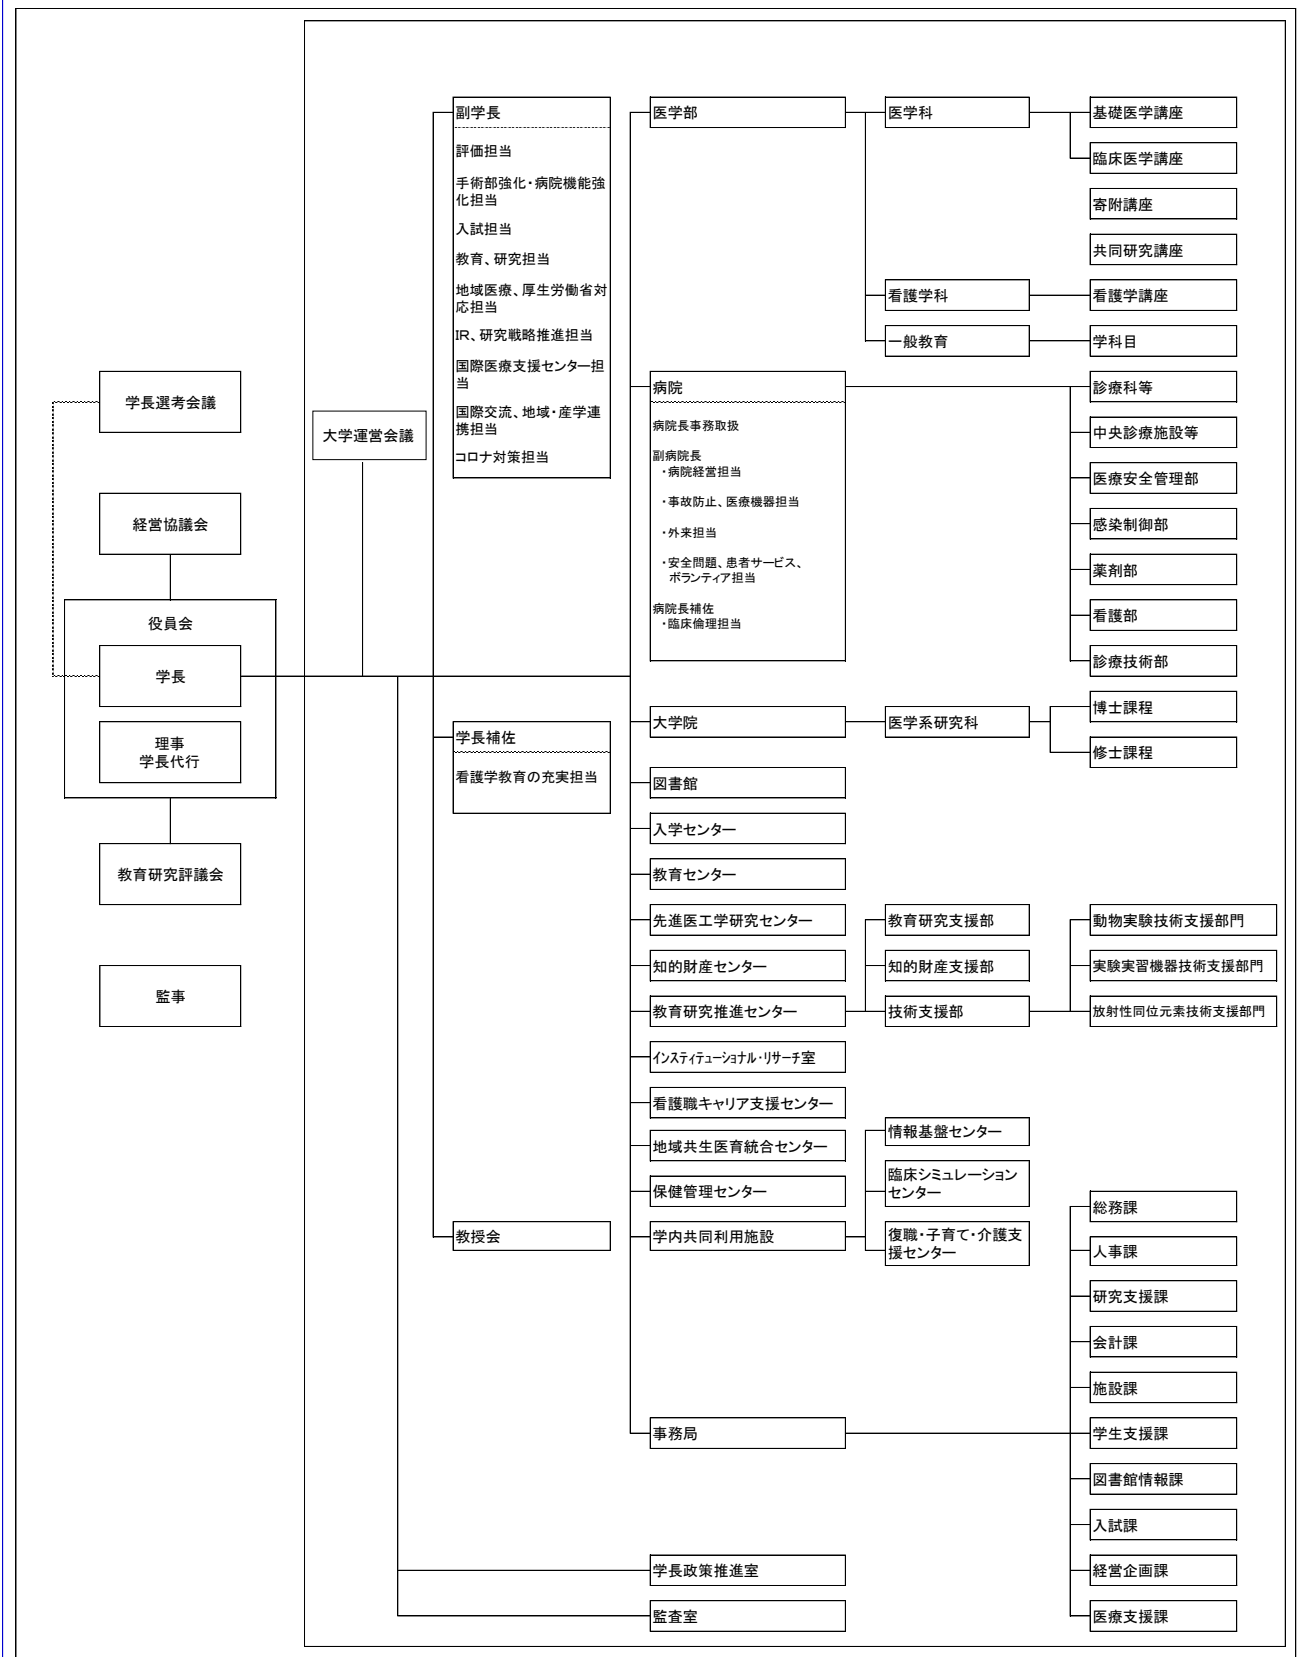 学長選考会議
経営協議会
役員会
学長
理事
学長代行
教育研究評議会
監事
大学運営会議
副学長
評価担当
手術部強化・病院機能強
化担当
入試担当
教育、研究担当
地域医療、厚生労働省対
応担当
IR、研究戦略推進担当
国際医療支援センター担
当
国際交流、地域・産学連
携担当
コロナ対策担当
学長補佐
看護学教育の充実担当
教授会
医学部
病院
病院長事務取扱
副病院長
・病院経営担当
・事故防止、医療機器担当
・外来担当
・安全問題、患者サービス、
ボランティア担当
病院長補佐
・臨床倫理担当
大学院
図書館
入学センター
教育センター
先進医工学研究センター
知的財産センター
教育研究推進センター
インスティテューショナル・リサーチ室
看護職キャリア支援センター
地域共生医育統合センター
保健管理センター
学内共同利用施設
事務局
学長政策推進室
監査室
医学科
看護学科
一般教育
医学系研究科
教育研究支援部
知的財産支援部
技術支援部
情報基盤センター
臨床シミュレーション
センター
復職・子育て・介護支
援センター
基礎医学講座
臨床医学講座
寄附講座
共同研究講座
看護学講座
学科目
診療科等
中央診療施設等
医療安全管理部
感染制御部
薬剤部
看護部
診療技術部
博士課程
修士課程
動物実験技術支援部門
実験実習機器技術支援部門
放射性同位元素技術支援部門
総務課
人事課
研究支援課
会計課
施設課
学生支援課
図書館情報課
入試課
経営企画課
医療支援課